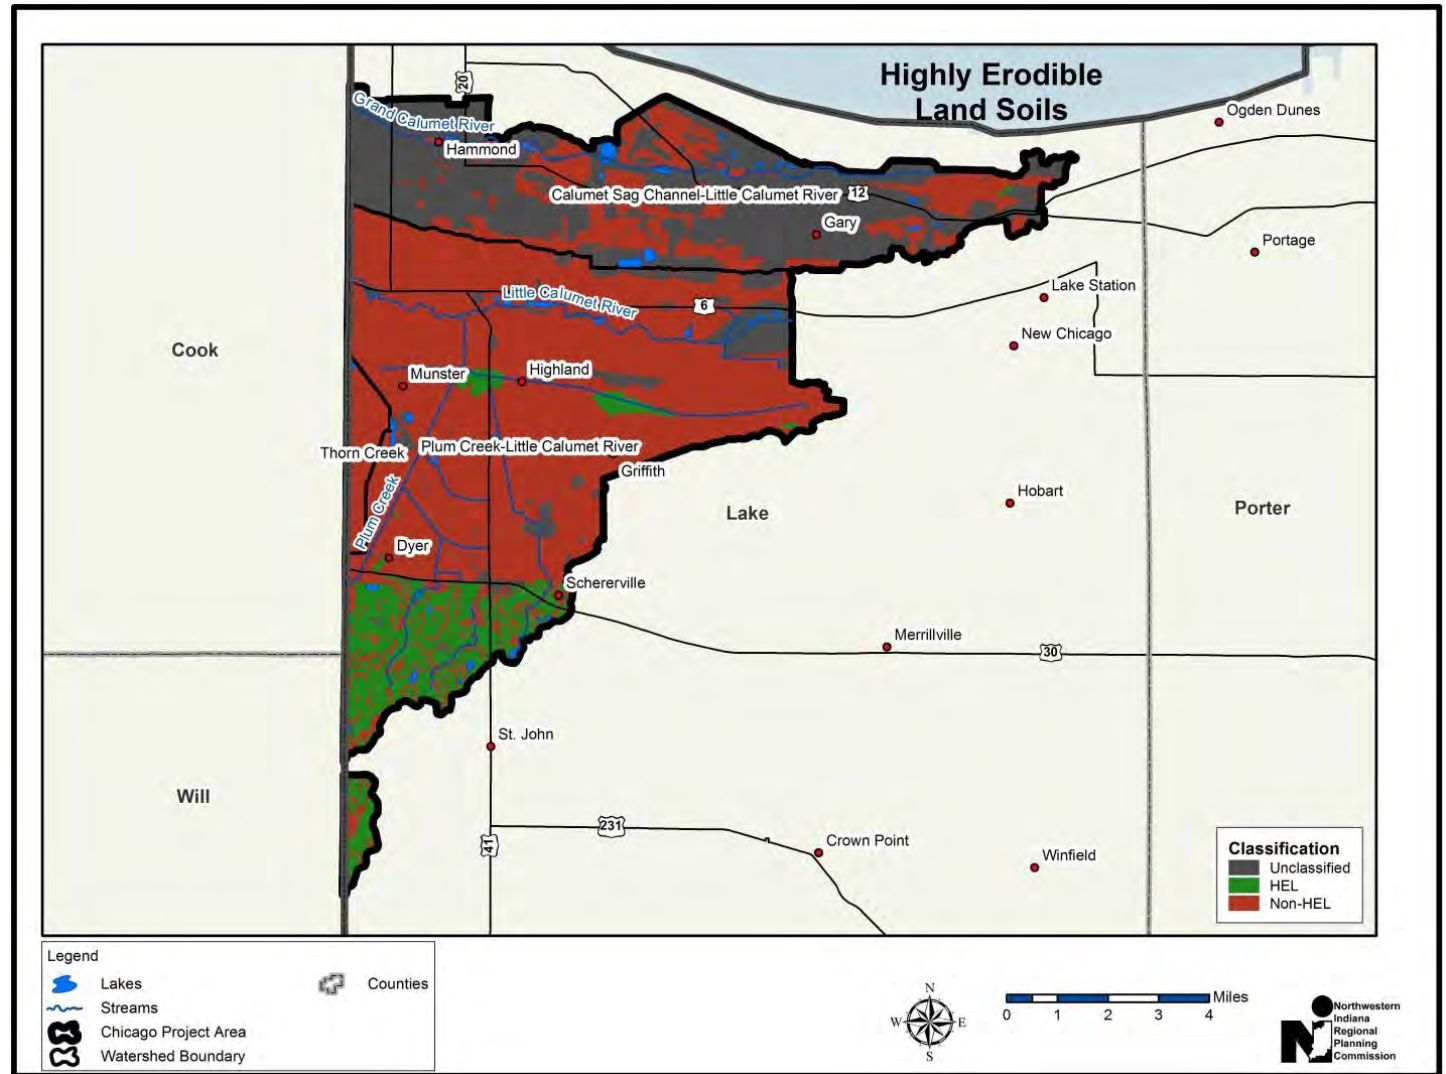 Highly Erodible
Land Soils
20
Grand Calumet River
Hammond
Ogden Dunes
Calumet Sag Channel-Little Calumet River
12
Gary
Portage
Lake Station
Little Calumet River
6
New Chicago
Cook
Munster
Highland
Thorn Creek
Plum Creek-Little Calumet River
Griffith
Plum Creek
Hobart
Lake
Porter
Dyer
Schererville
Merrillville
30
St. John
Will
231
41
Crown Point
Winfield
Classification
Unclassified
HEL
Non-HEL
Legend
Lakes
Counties
Streams
Chicago Project Area
Watershed Boundary
N
W
E
S
Miles
0 1 2 3 4
Northwestern
Indiana
Regional
Planning
Commission